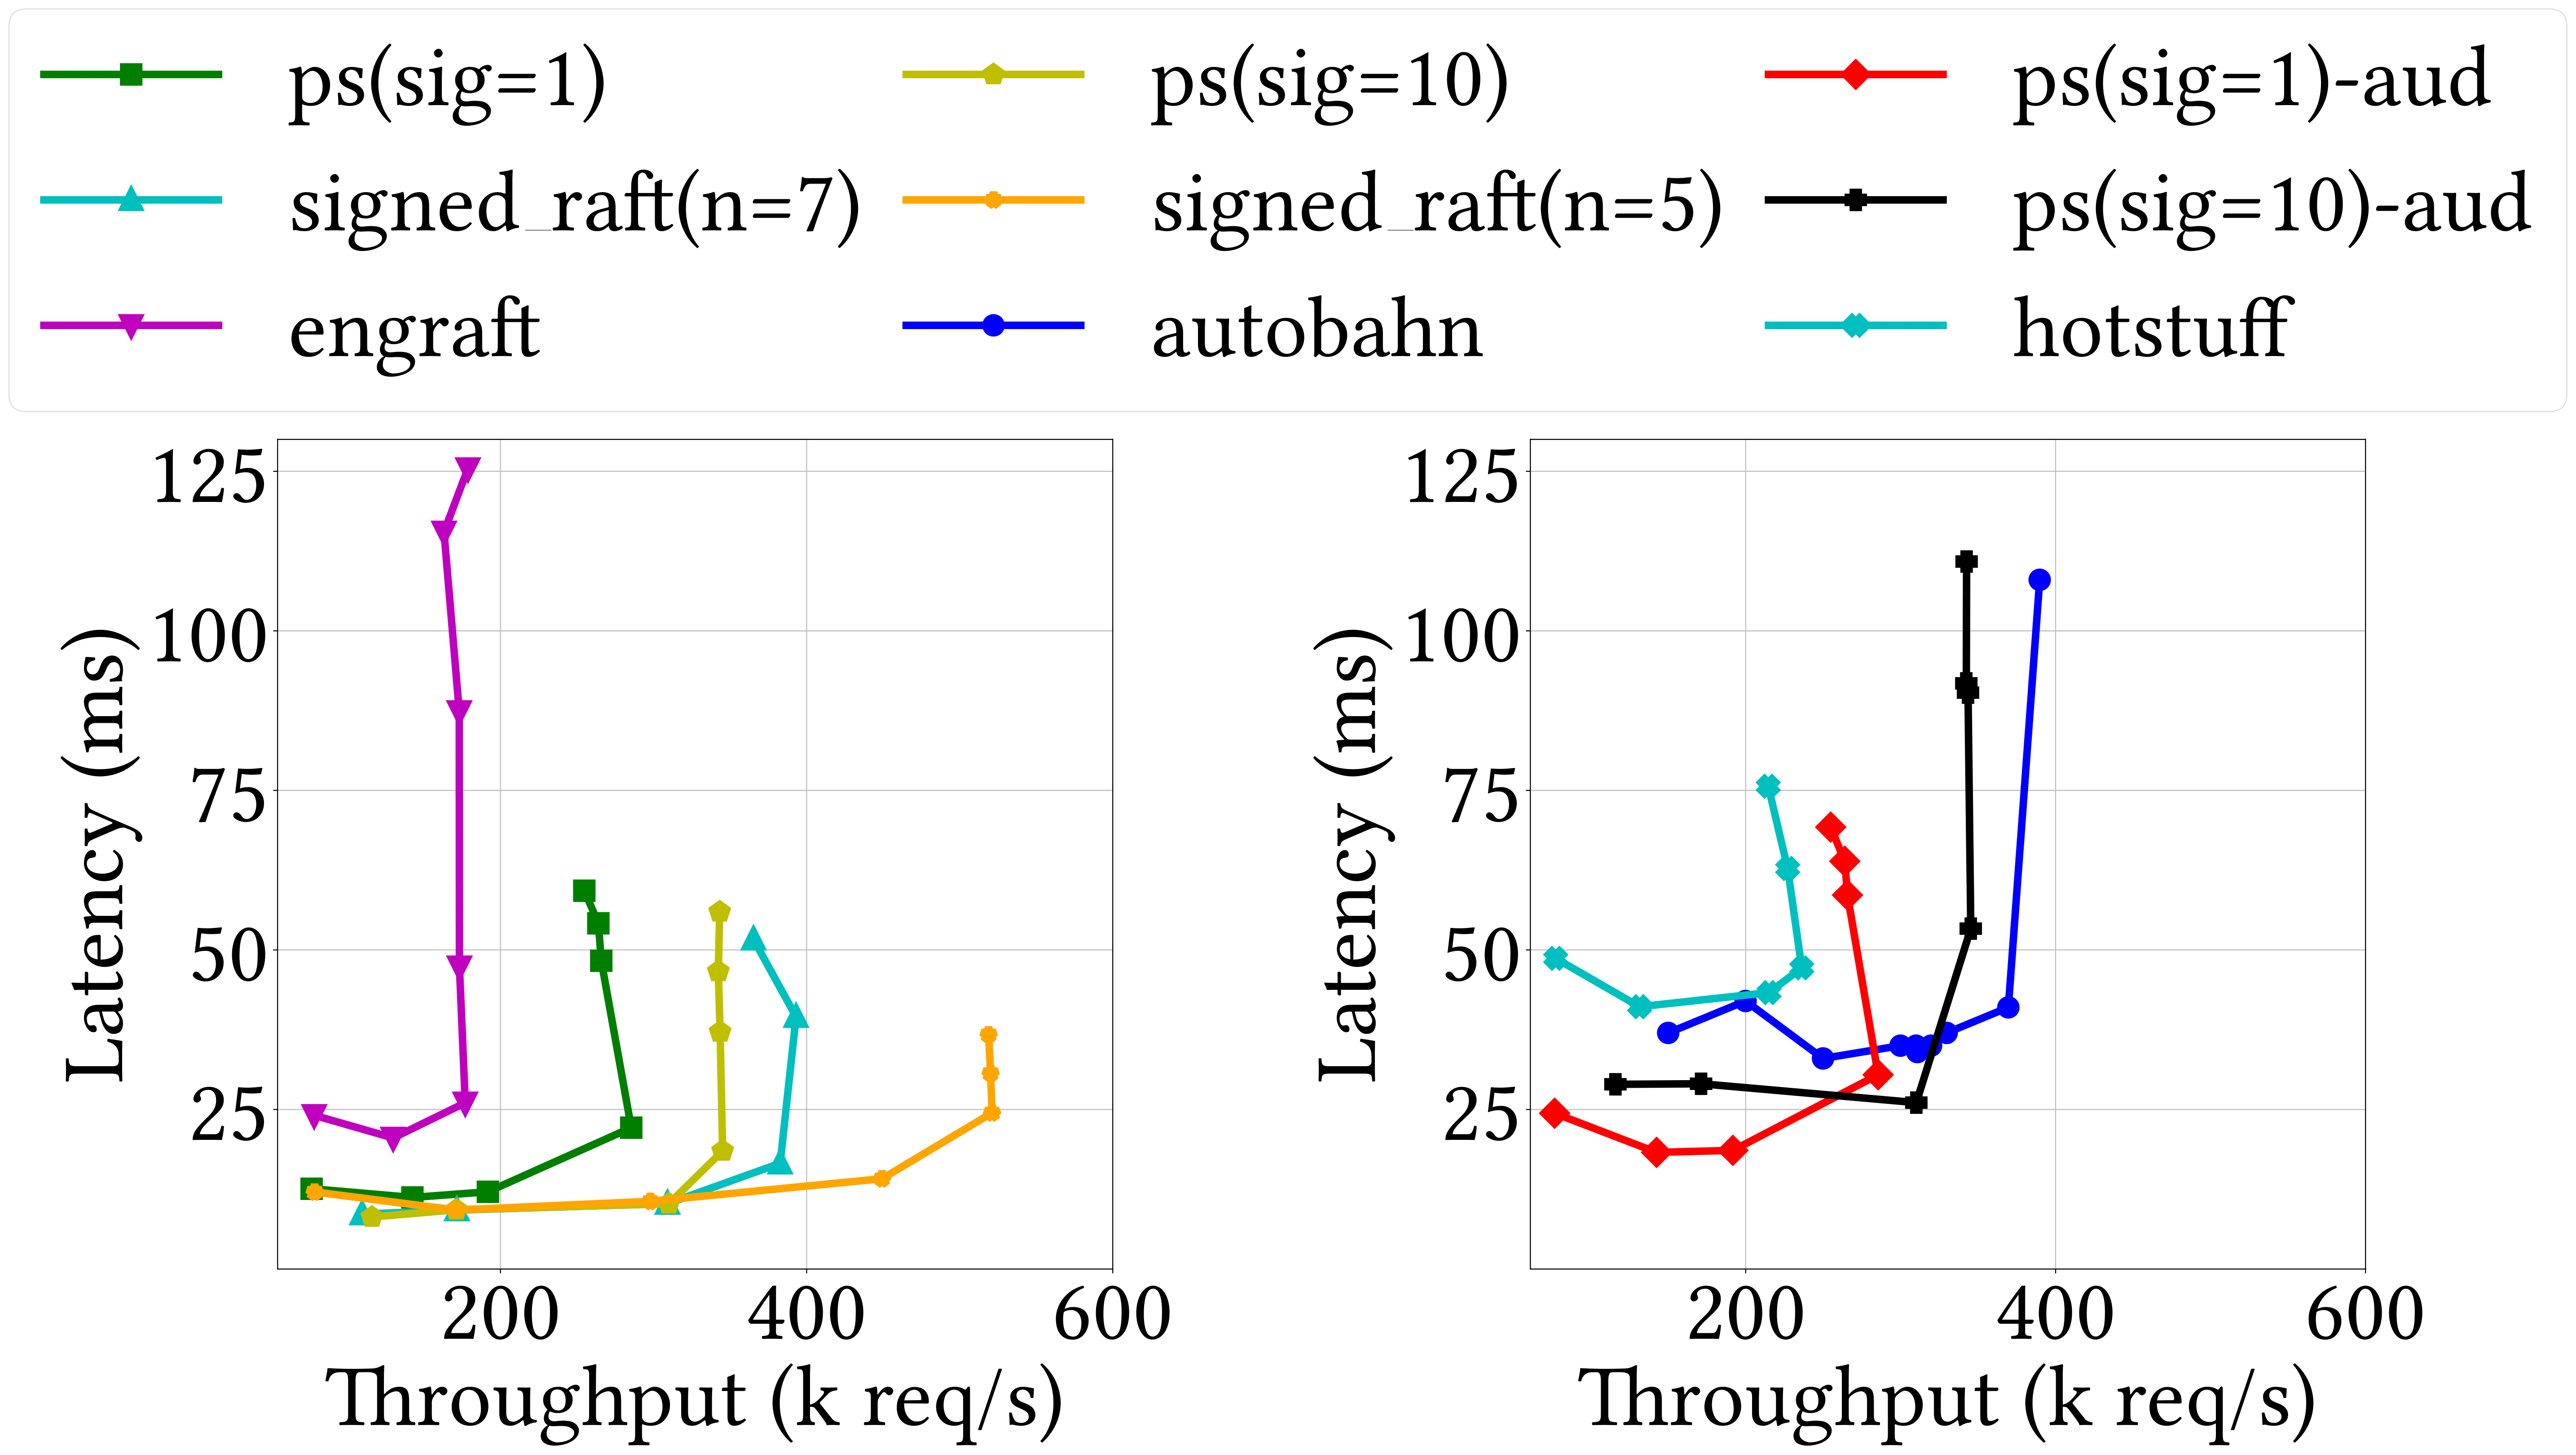 ps(sig=1) ps(sig=10) ps(sig=1)-aud
signed_raft(n=7) signed_raft(n=5) ps(sig=10)-aud
engraft autobahn hotstuff
125
100
75
50
25
Latency (ms)
200 400 600
Throughput (k req/s)
125
100
75
50
25
Latency (ms)
200 400 600
Throughput (k req/s)